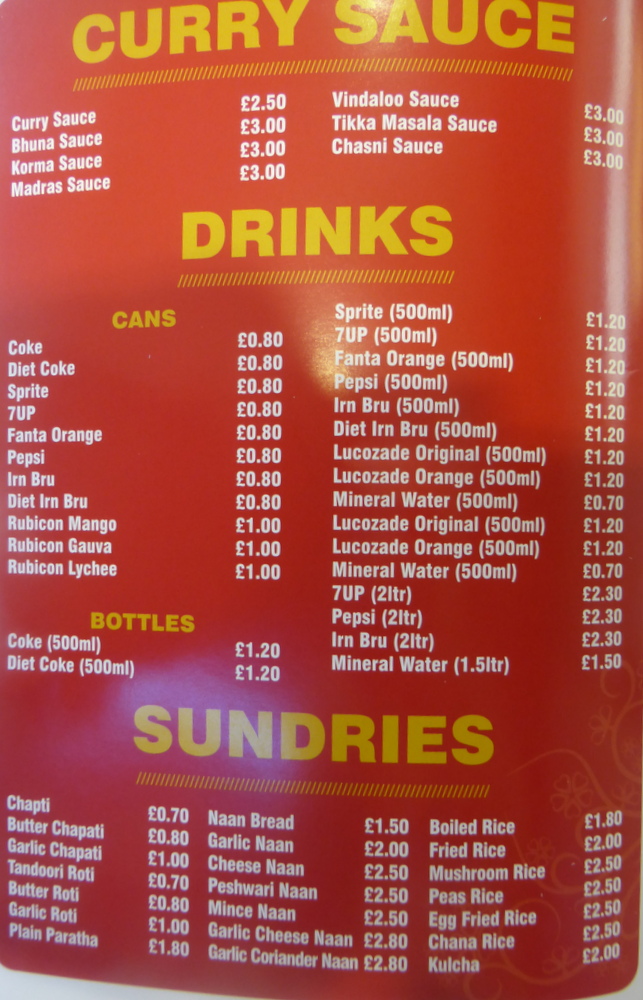 CURRY SAUCE
Curry Sauce £2.50
Bhuna Sauce £3.00
Korma Sauce £3.00
Madras Sauce £3.00
Vindaloo Sauce £3.00
Tikka Masala Sauce £3.00
Chasni Sauce £3.00
DRINKS
CANS
Coke £0.80
Diet Coke £0.80
Sprite £0.80
7UP £0.80
Fanta Orange £0.80
Pepsi £0.80
Irn Bru £0.80
Diet Irn Bru £0.80
Rubicon Mango £1.00
Rubicon Gauva £1.00
Rubicon Lychee £1.00
BOTTLES
Coke (500ml) £1.20
Diet Coke (500ml) £1.20
Sprite (500ml) £1.20
7UP (500ml) £1.20
Fanta Orange (500ml) £1.20
Pepsi (500ml) £1.20
Irn Bru (500ml) £1.20
Diet Irn Bru (500ml) £1.20
Lucozade Original (500ml) £1.20
Lucozade Orange (500ml) £1.20
Mineral Water (500ml) £0.70
Lucozade Original (500ml) £1.20
Lucozade Orange (500ml) £1.20
Mineral Water (500ml) £0.70
7UP (2ltr) £2.30
Pepsi (2ltr) £2.30
Irn Bru (2ltr) £2.30
Mineral Water (1.5ltr) £1.50
SUNDRIES
Chapti £0.70
Butter Chapati £0.80
Garlic Chapati £1.00
Tandoori Roti £0.70
Butter Roti £0.80
Garlic Roti £1.00
Plain Paratha £1.80
Naan Bread £1.50
Garlic Naan £2.00
Cheese Naan £2.50
Peshwari Naan £2.50
Mince Naan £2.50
Garlic Cheese Naan £2.80
Garlic Coriander Naan £2.80
Boiled Rice £1.80
Fried Rice £2.00
Mushroom Rice £2.50
Peas Rice £2.50
Egg Fried Rice £2.50
Chana Rice £2.50
Kulcha £2.00